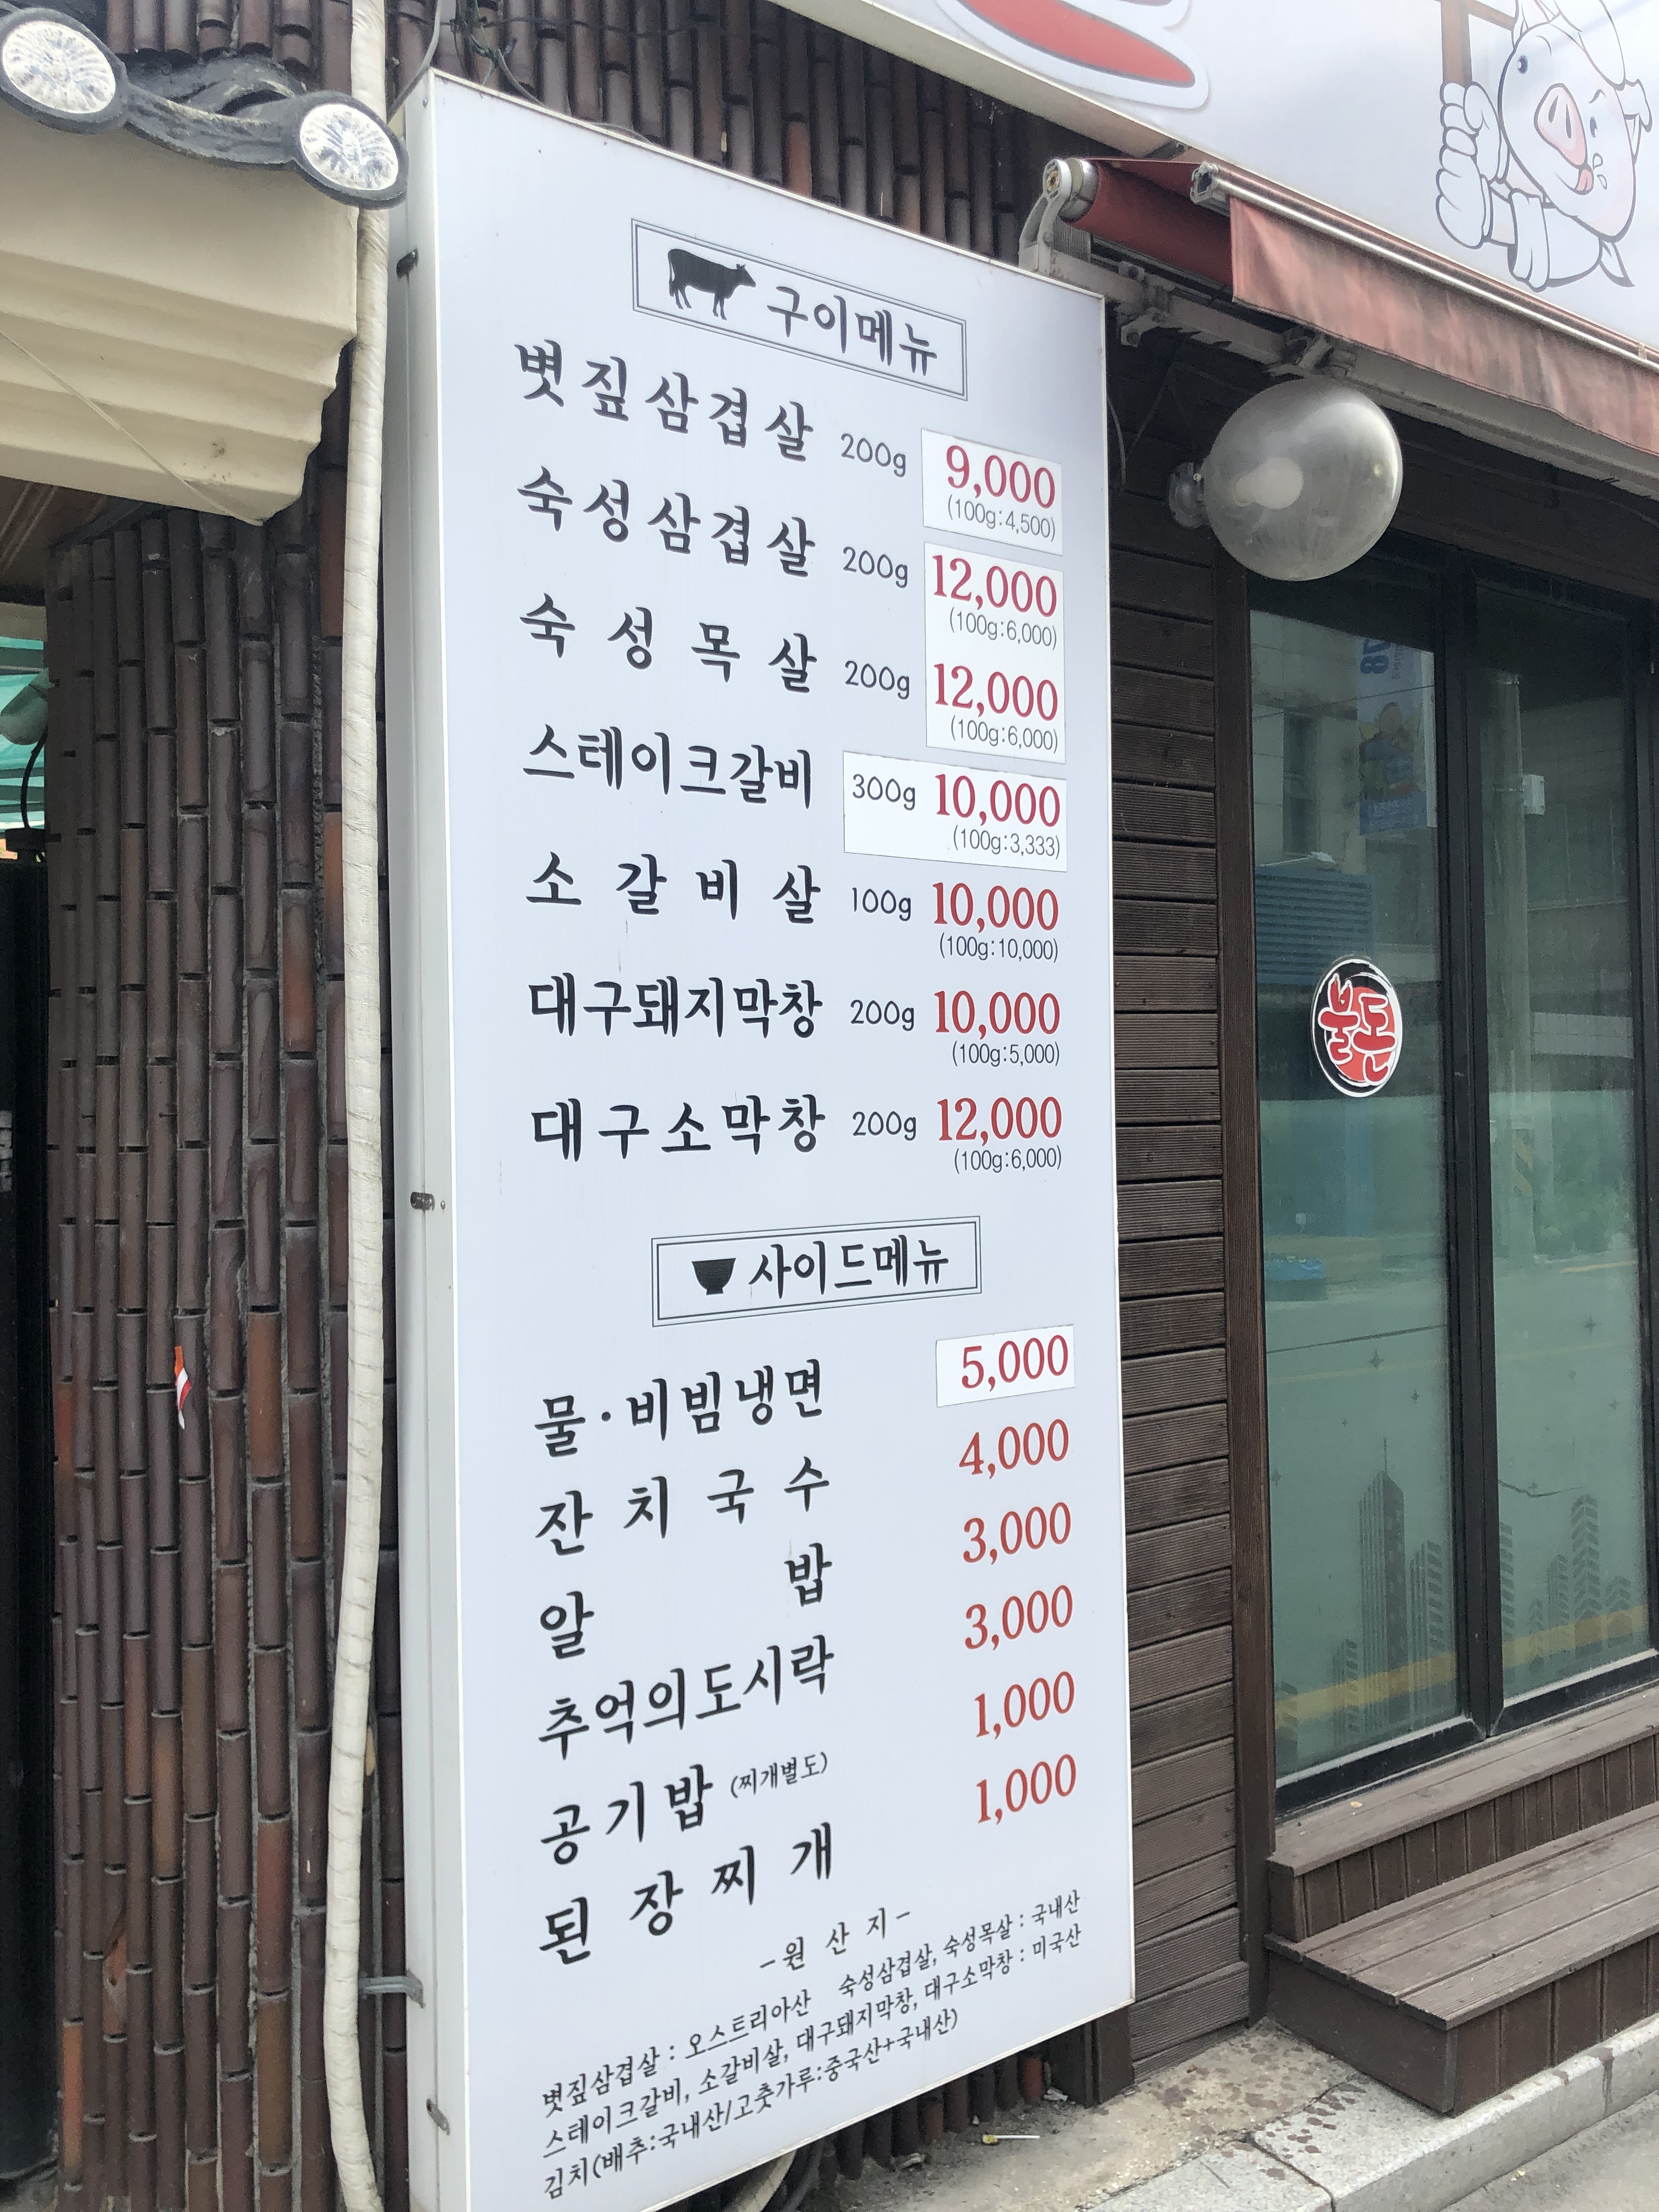 구이메뉴
볏짚삼겹살 200g 9,000
(100g:4,500)
숙성삼겹살 200g 12,000
(100g:6,000)
숙성목살 200g 12,000
(100g:6,000)
스테이크갈비 300g 10,000
(100g:3,333)
소갈비살 100g 10,000
(100g:10,000)
대구돼지막창 200g 10,000
(100g:5,000)
대구소막창 200g 12,000
(100g:6,000)
사이드메뉴
물·비빔냉면 5,000
잔치국수 4,000
알밥 3,000
추억의도시락 3,000
공기밥 (찌개별도) 1,000
된장찌개 1,000
-원산지-
볏짚삼겹살 : 오스트리아산 숙성삼겹살, 숙성목살 : 국내산
스테이크갈비, 소갈비살, 대구돼지막창, 대구소막창 : 미국산
김치(배추:국내산/고춧가루:중국산+국내산)
불돈